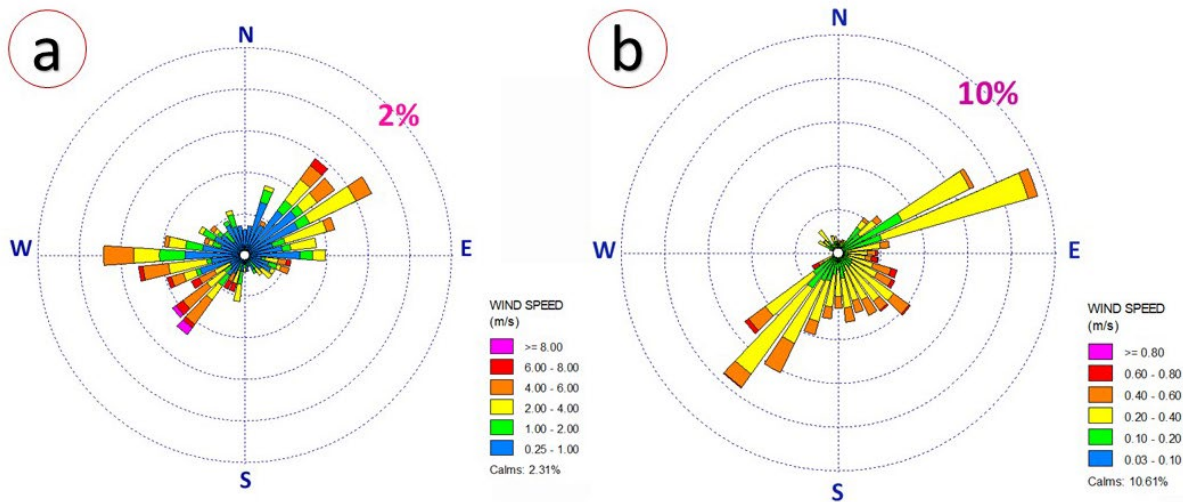 a
N
2%
W
E
S
WIND SPEED
(m/s)
>= 8.00
6.00 - 8.00
4.00 - 6.00
2.00 - 4.00
1.00 - 2.00
0.25 - 1.00
Calms: 2.31%
b
N
10%
W
E
S
WIND SPEED
(m/s)
>= 0.80
0.60 - 0.80
0.40 - 0.60
0.20 - 0.40
0.10 - 0.20
0.03 - 0.10
Calms: 10.61%